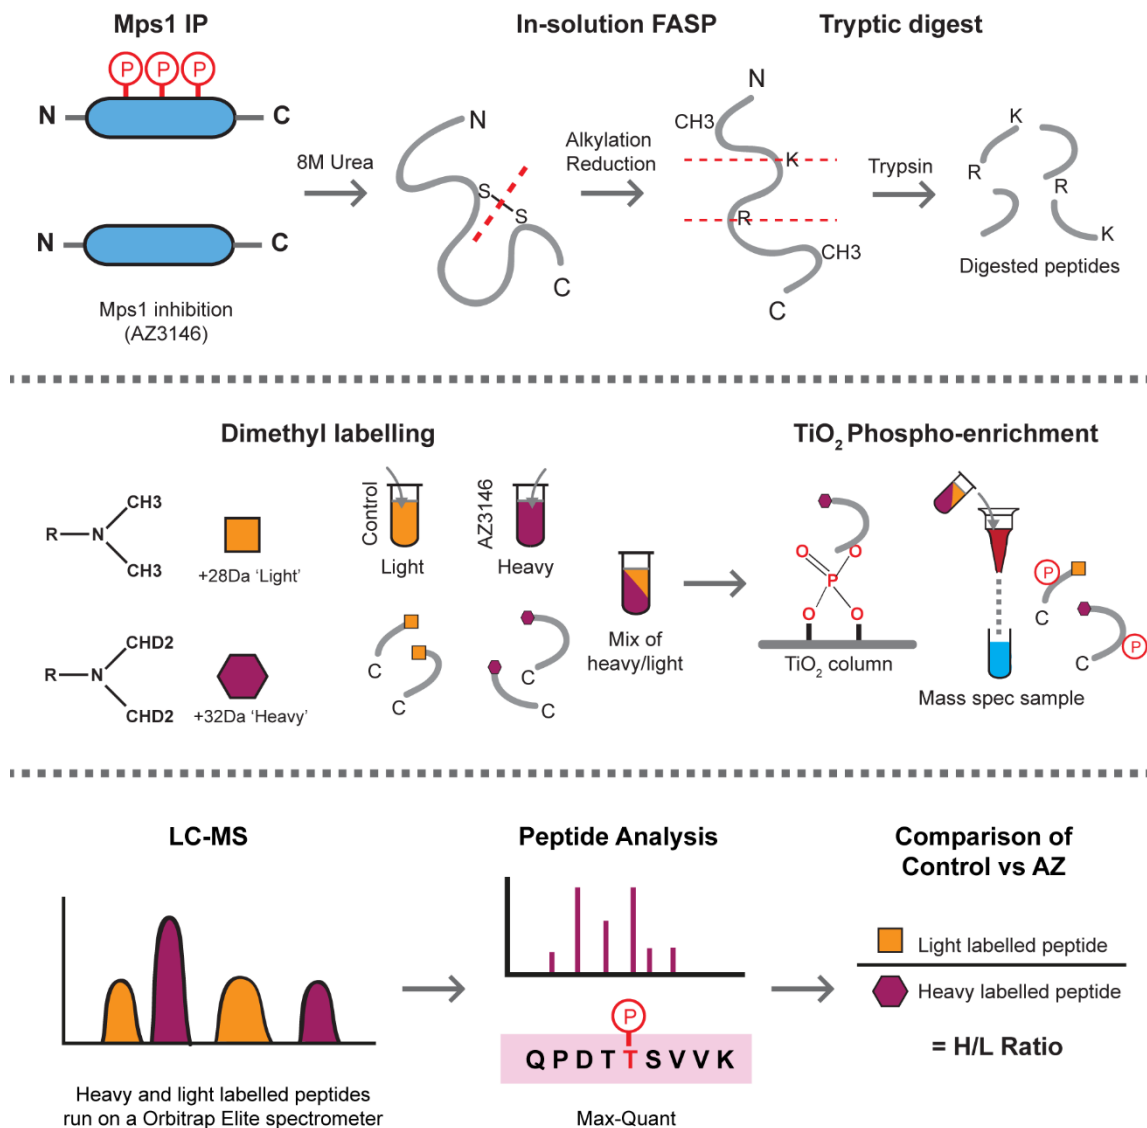 Mps1 IP
In-solution FASP
Tryptic digest
P P P
N C
N C
Mps1 inhibition
(AZ3146)
8M Urea
N
S
S
C
Alkylation
Reduction
N
CH3
K
R
CH3
C
Trypsin
K
R
R
K
Digested peptides
Dimethyl labelling
TiO2 Phospho-enrichment
CH3
R N
CH3
+28Da ‘Light’
CHD2
R N
CHD2
+32Da ‘Heavy’
Control
Light
AZ3146
Heavy
C
C
C
C
Mix of
heavy/light
O O
P
O O
TiO2 column
P
C
P
C
Mass spec sample
LC-MS
Heavy and light labelled peptides
run on a Orbitrap Elite spectrometer
Peptide Analysis
P
Q P D T T S V V K
Max-Quant
Comparison of
Control vs AZ
Light labelled peptide
Heavy labelled peptide
= H/L Ratio